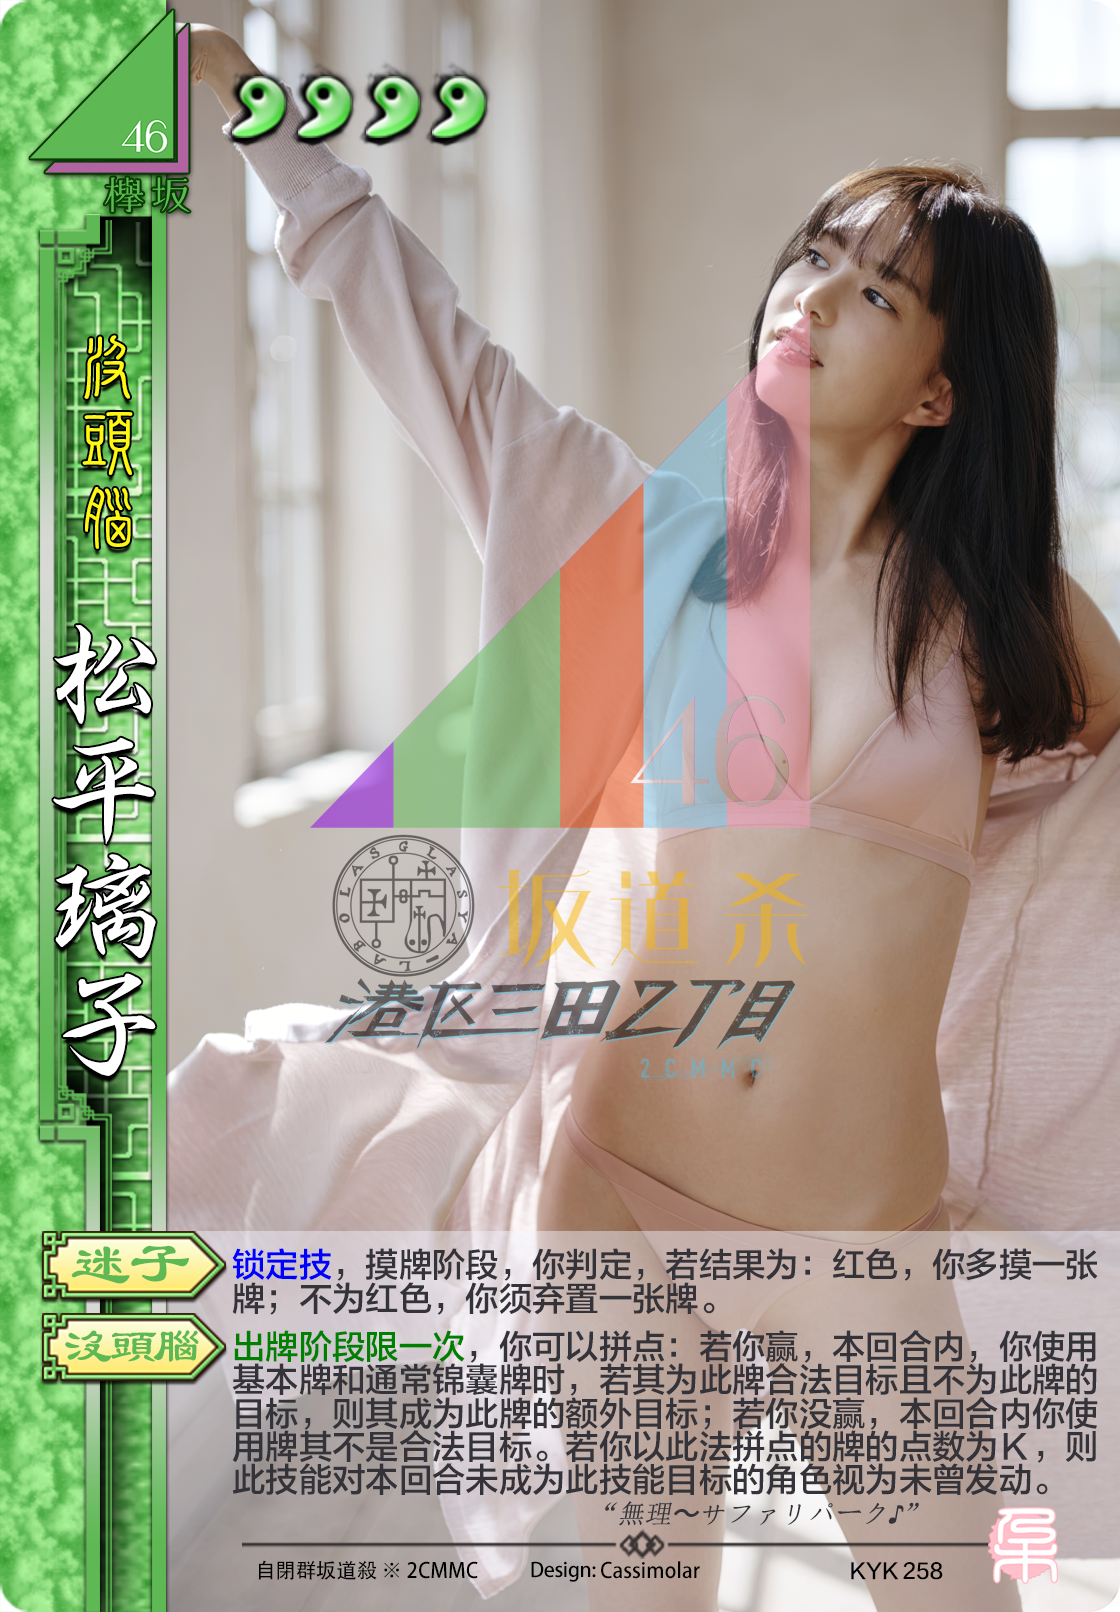 46
欅坂
沒頭腦
松平璃子
46
GLASYA-LABOLAS
坂道杀
港区三田2丁目
2CMMC
迷子
锁定技，摸牌阶段，你判定，若结果为：红色，你多摸一张
牌；不为红色，你须弃置一张牌。
沒頭腦
出牌阶段限一次，你可以拼点：若你赢，本回合内，你使用
基本牌和通常锦囊牌时，若其为此牌合法目标且不为此牌的
目标，则其成为此牌的额外目标；若你没赢，本回合内你使
用牌其不是合法目标。若你以此法拼点的牌的点数为K，则
此技能对本回合未成为此技能目标的角色视为未曾发动。
“無理～サファリパーク♪”
自閉群坂道殺 ※ 2CMMC
Design: Cassimolar
KYK 258